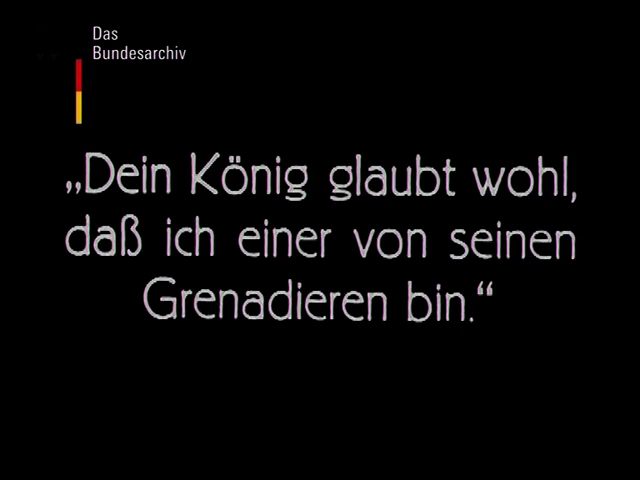 Das
Bundesarchiv
„Dein König glaubt wohl,
daß ich einer von seinen
Grenadieren bin.“